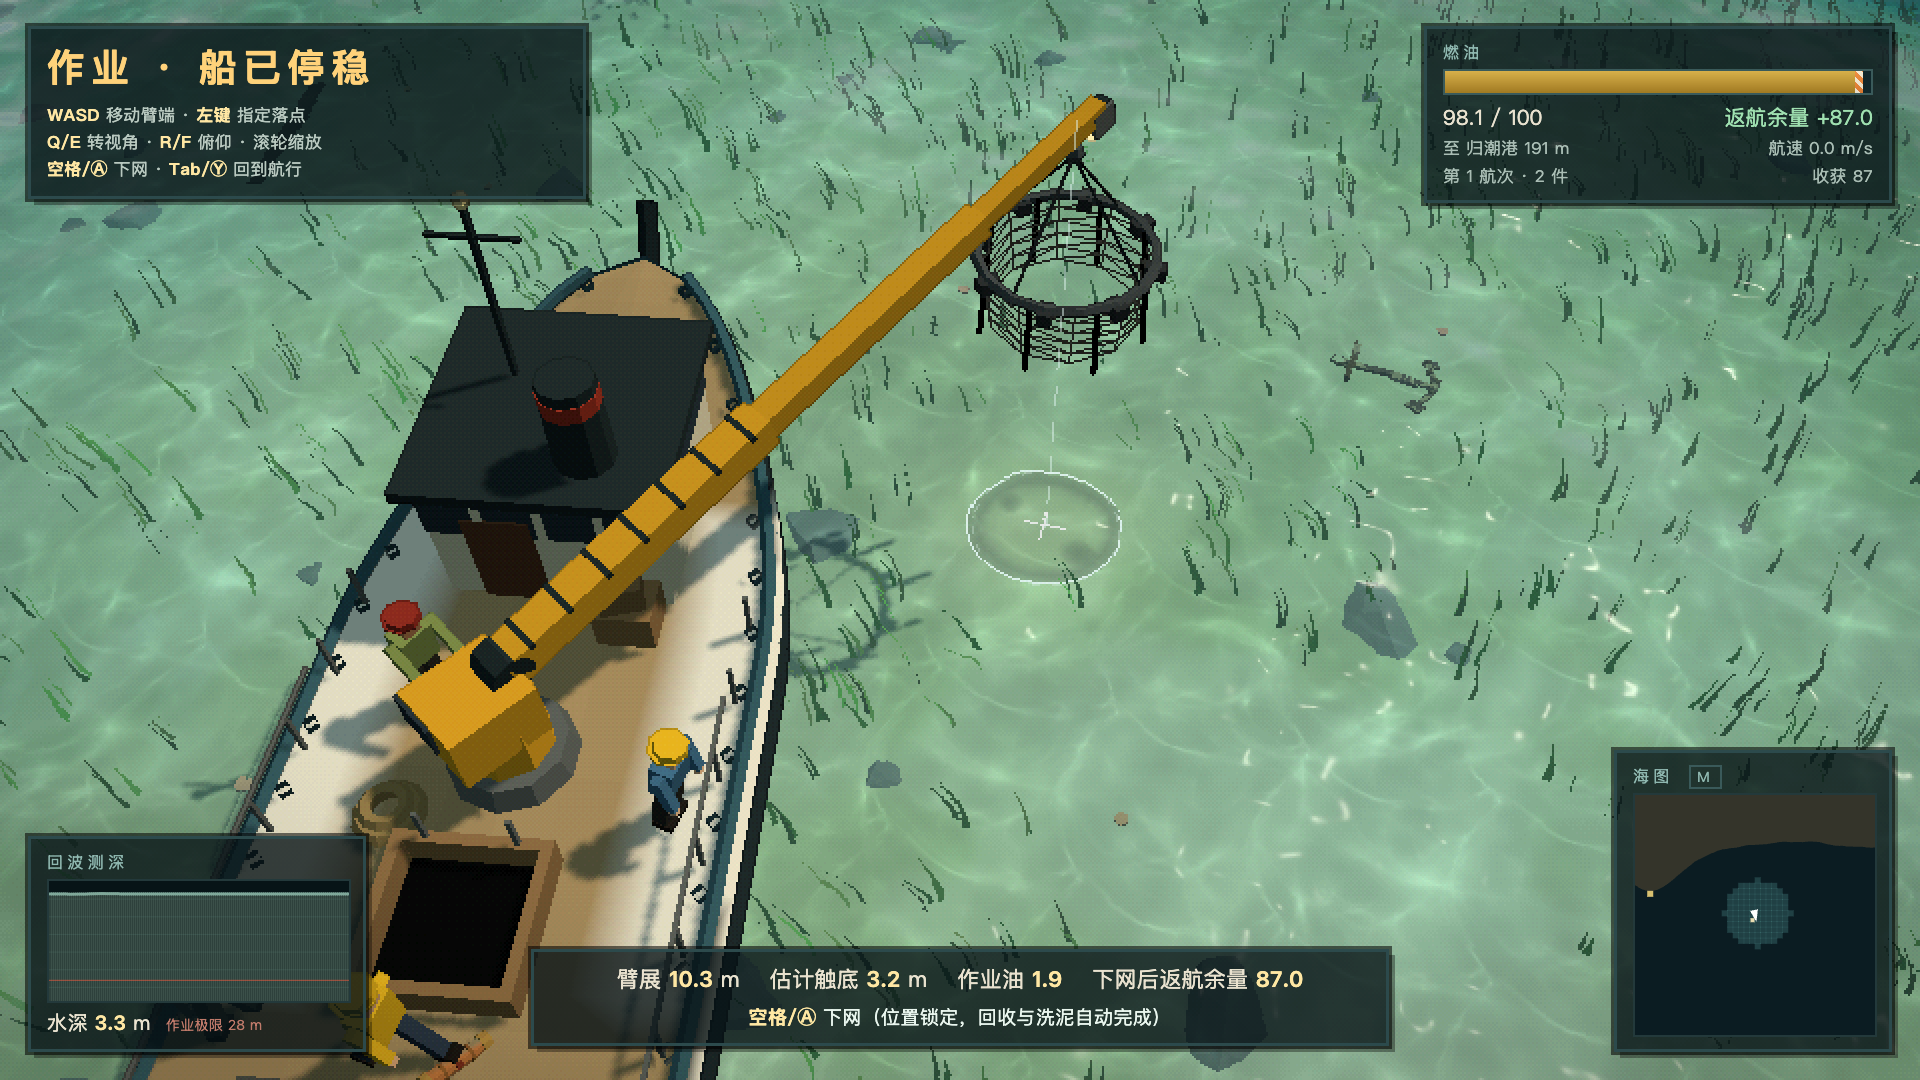 作业 · 船已停稳
WASD 移动臂端 · 左键 指定落点
Q/E 转视角 · R/F 俯仰 · 滚轮缩放
空格/Ⓐ 下网 · Tab/Ⓨ 回到航行
燃油
98.1 / 100 返航余量 +87.0
至 归潮港 191 m 航速 0.0 m/s
第 1 航次 · 2 件 收获 87
海图 M
回波测深
水深 3.3 m 作业极限 28 m
臂展 10.3 m 估计触底 3.2 m 作业油 1.9 下网后返航余量 87.0
空格/Ⓐ 下网（位置锁定，回收与洗泥自动完成）